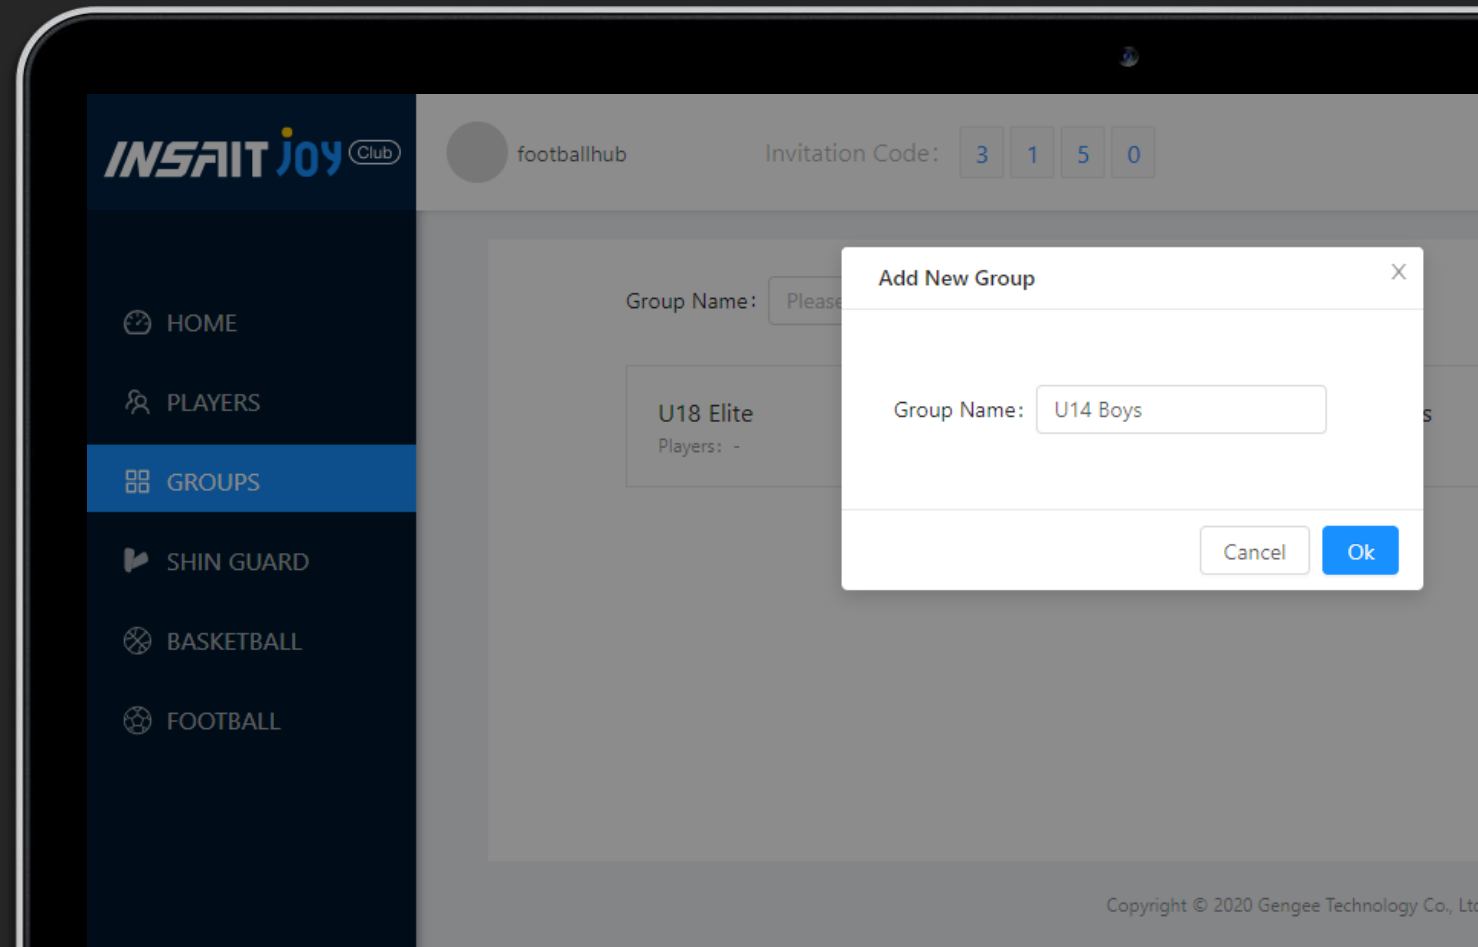 INSAIT JOY Club
footballhub
Invitation Code: 3 1 5 0
HOME
PLAYERS
GROUPS
SHIN GUARD
BASKETBALL
FOOTBALL
Group Name: Please
U18 Elite
Players: -
Add New Group
X
Group Name: U14 Boys
Cancel Ok
s
Copyright © 2020 Gengee Technology Co., Ltd